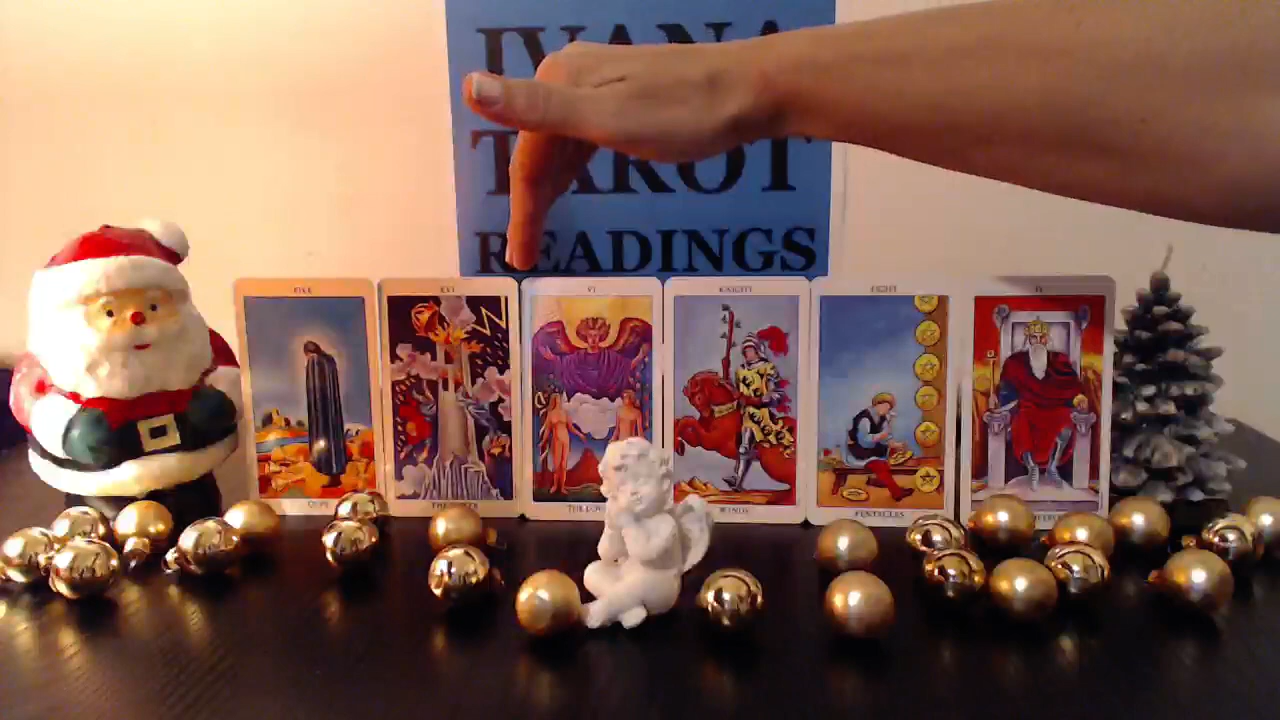 IVANA
TAROT
READINGS
FIVE
XVI
VI
KNIGHT
EIGHT
IV
CUPS
WANDS
PENTACLES